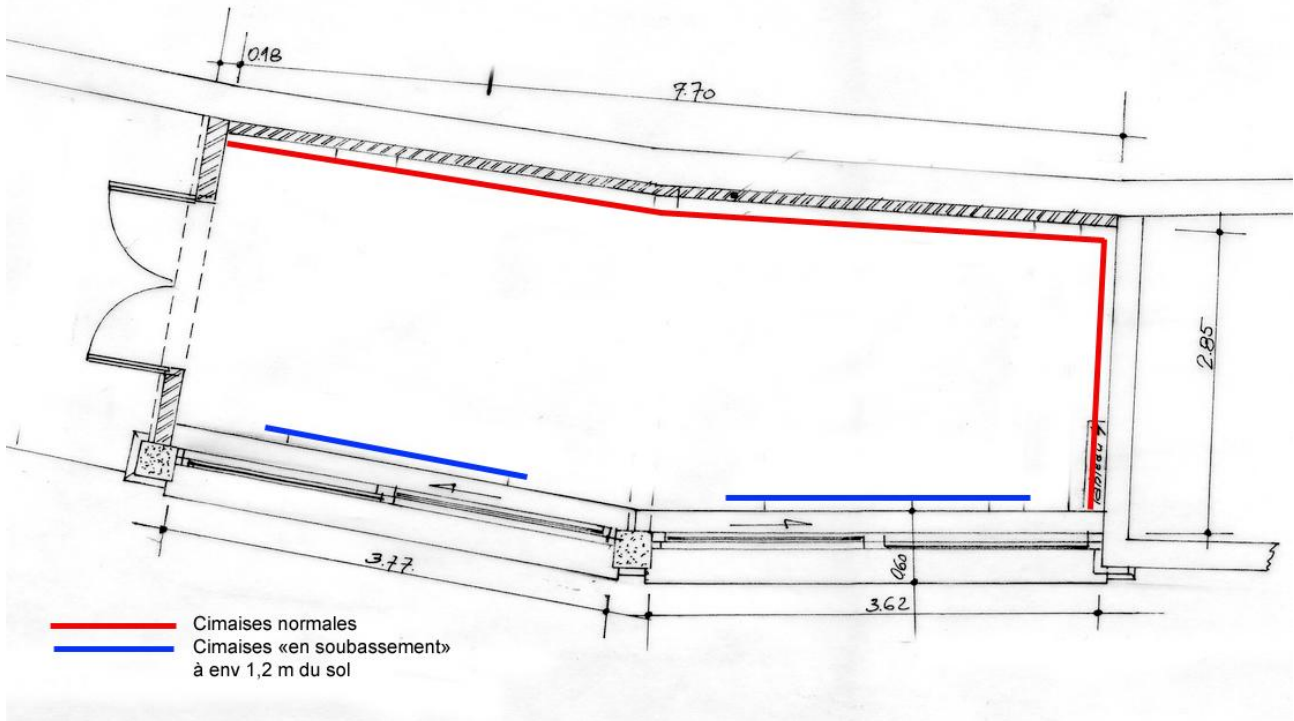 0.18
7.70
2.85
Tableau
3.77
0.60
3.62
Cimaises normales
Cimaises «en soubassement»
à env 1,2 m du sol